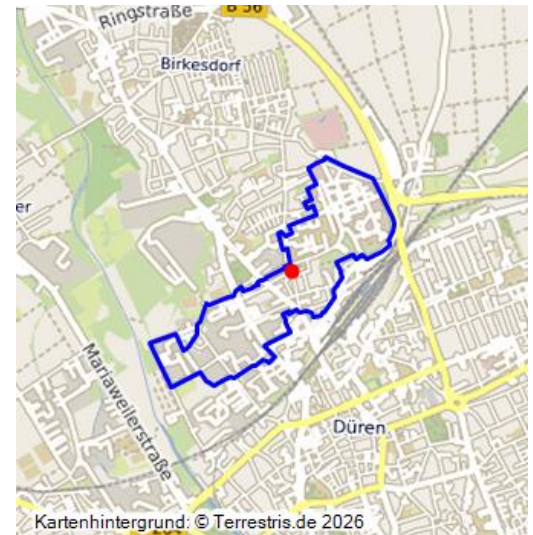 Ringstraße
B 56
Birkesdorf
er
Mariaweilerstraße
Düren
Kartenhintergrund: © Terrestris.de 2026